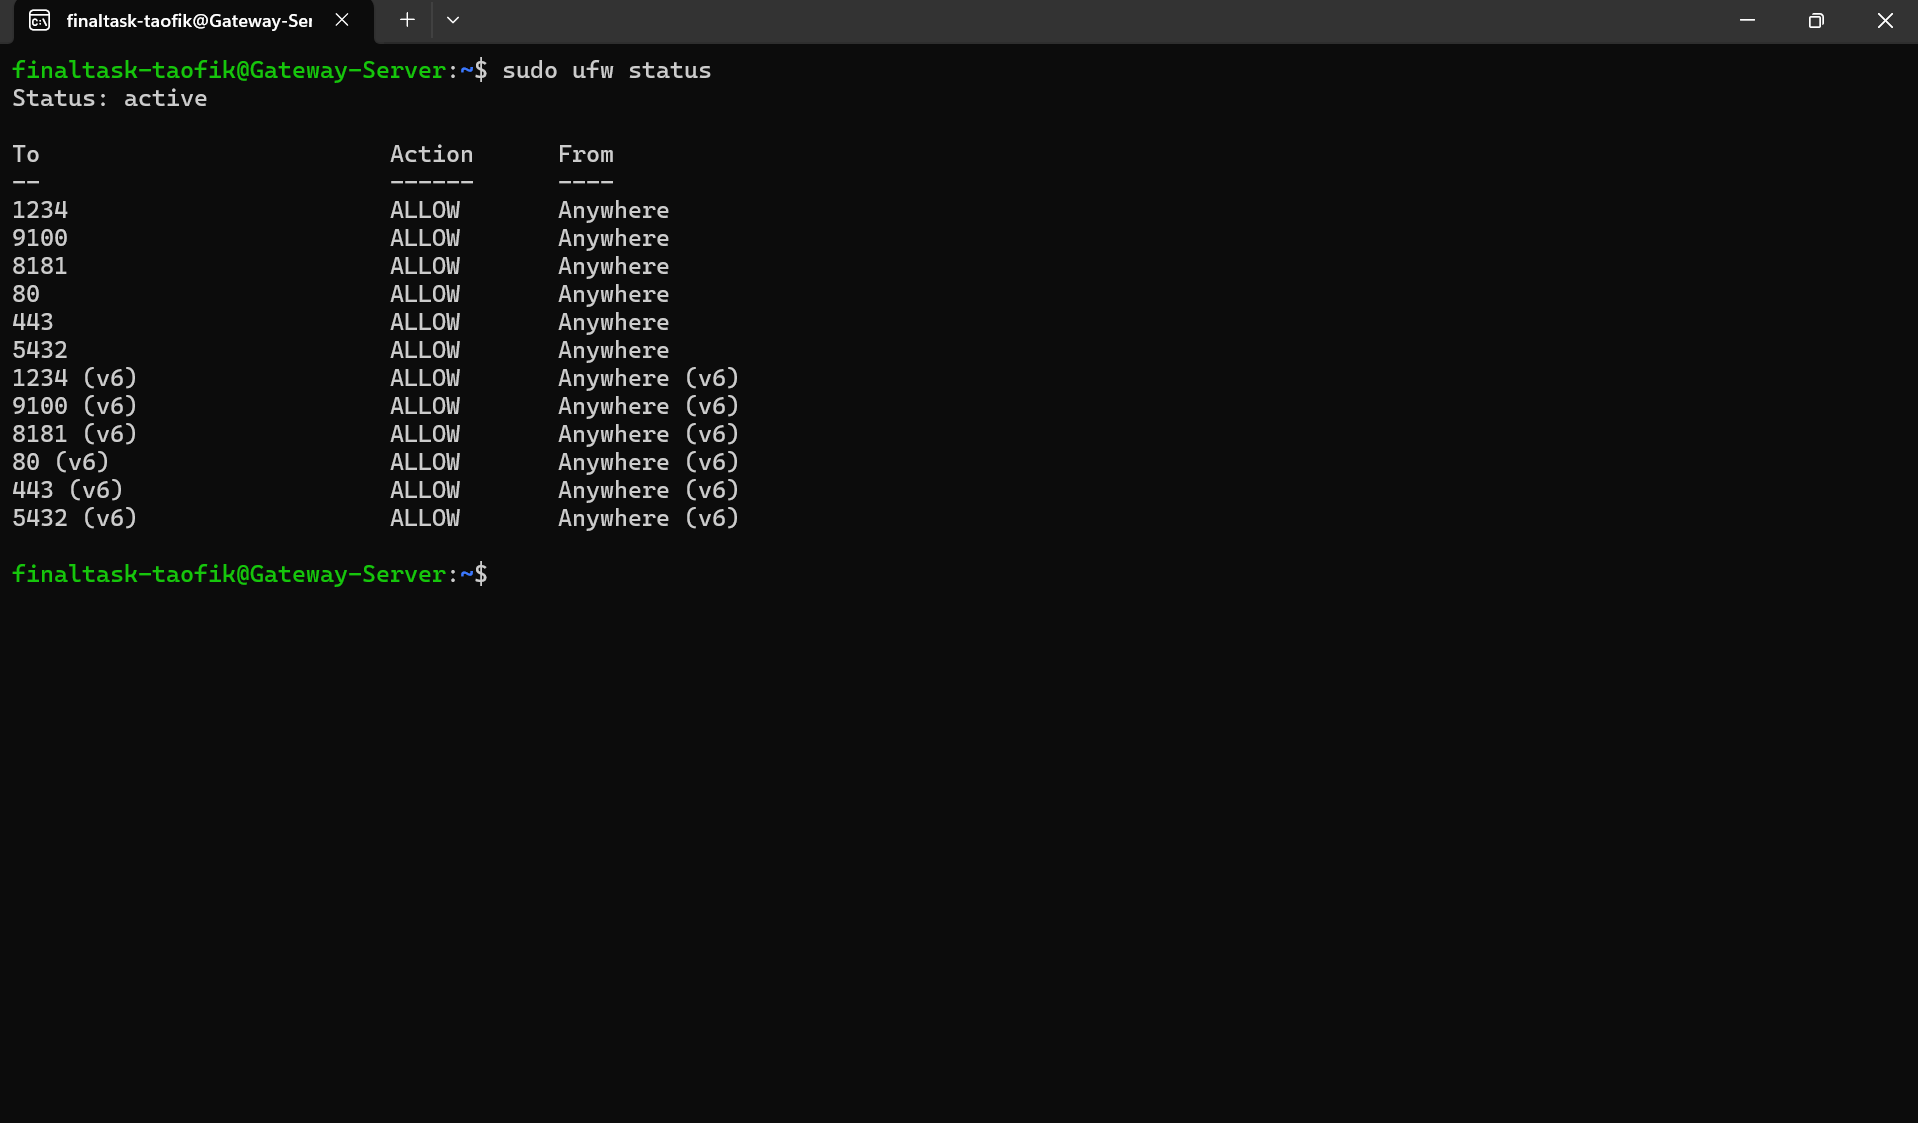 finaltask-taofik@Gateway-Ser
finaltask-taofik@Gateway-Server:~$ sudo ufw status
Status: active
To                         Action      From
--                         ------      ----
1234                       ALLOW       Anywhere
9100                       ALLOW       Anywhere
8181                       ALLOW       Anywhere
80                         ALLOW       Anywhere
443                        ALLOW       Anywhere
5432                       ALLOW       Anywhere
1234 (v6)                  ALLOW       Anywhere (v6)
9100 (v6)                  ALLOW       Anywhere (v6)
8181 (v6)                  ALLOW       Anywhere (v6)
80 (v6)                    ALLOW       Anywhere (v6)
443 (v6)                   ALLOW       Anywhere (v6)
5432 (v6)                  ALLOW       Anywhere (v6)
finaltask-taofik@Gateway-Server:~$